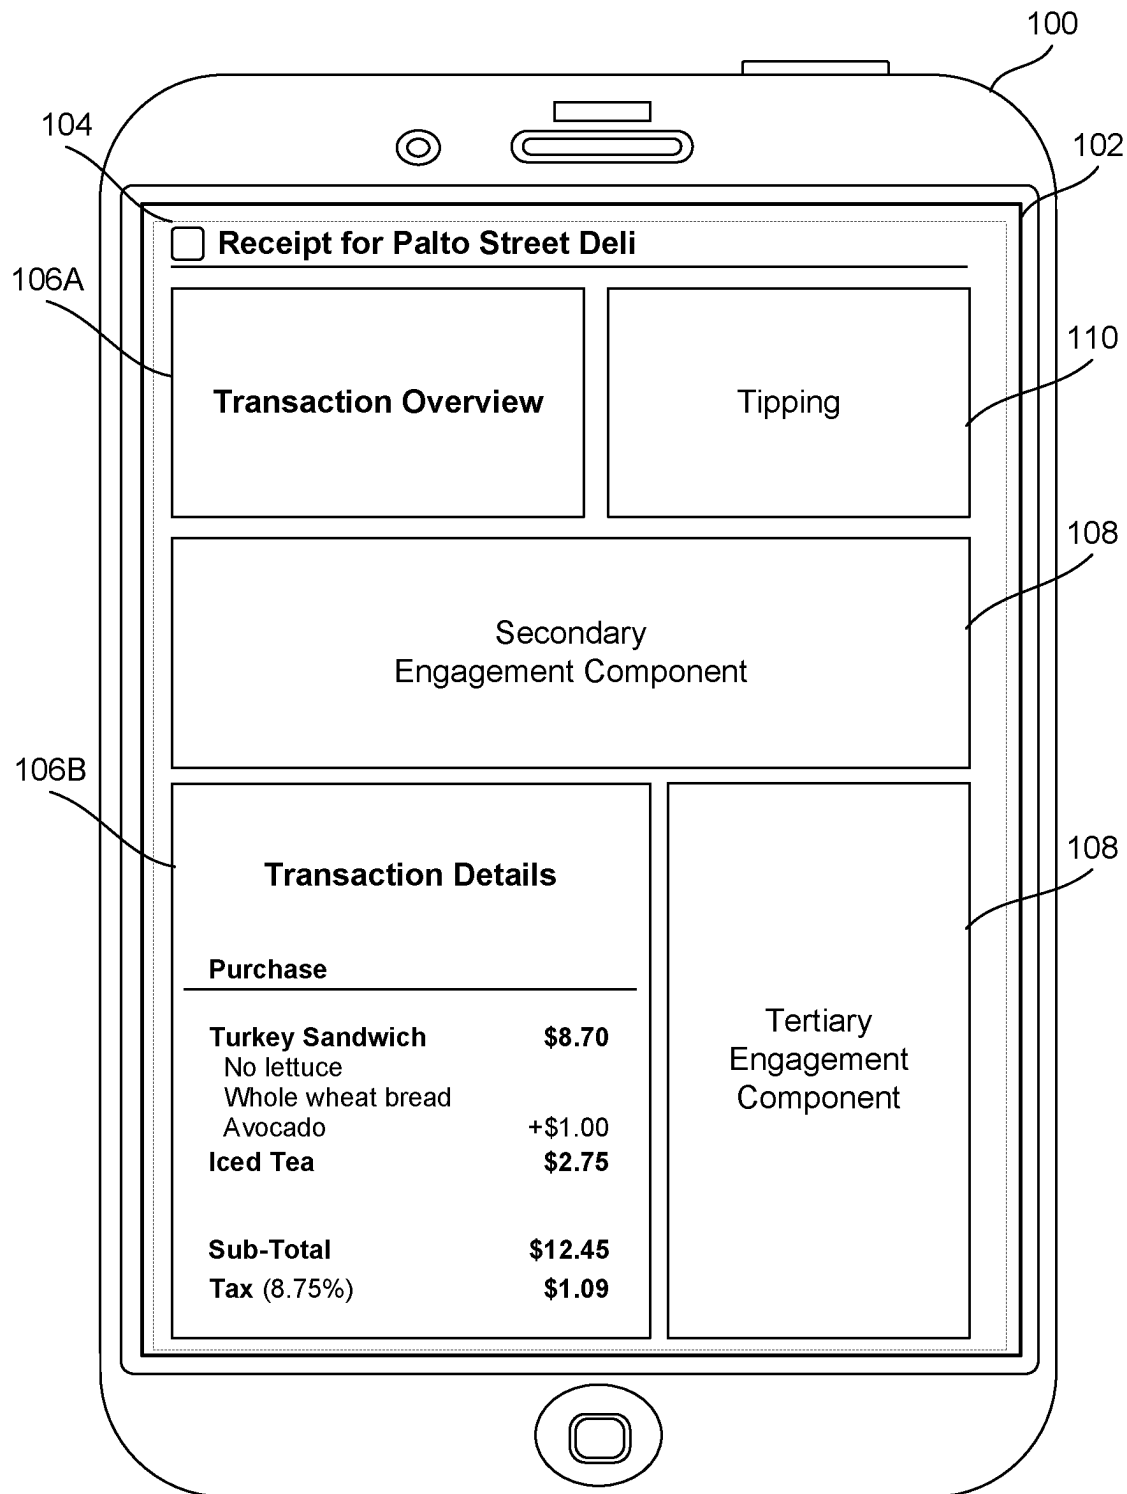 100
104
102
Receipt for Palto Street Deli
106A
110
Transaction Overview
Tipping
108
Secondary
Engagement Component
106B
108
Transaction Details
Purchase
Turkey Sandwich $8.70
No lettuce
Whole wheat bread
Avocado +$1.00
Iced Tea $2.75
Sub-Total $12.45
Tax (8.75%) $1.09
Tertiary
Engagement
Component